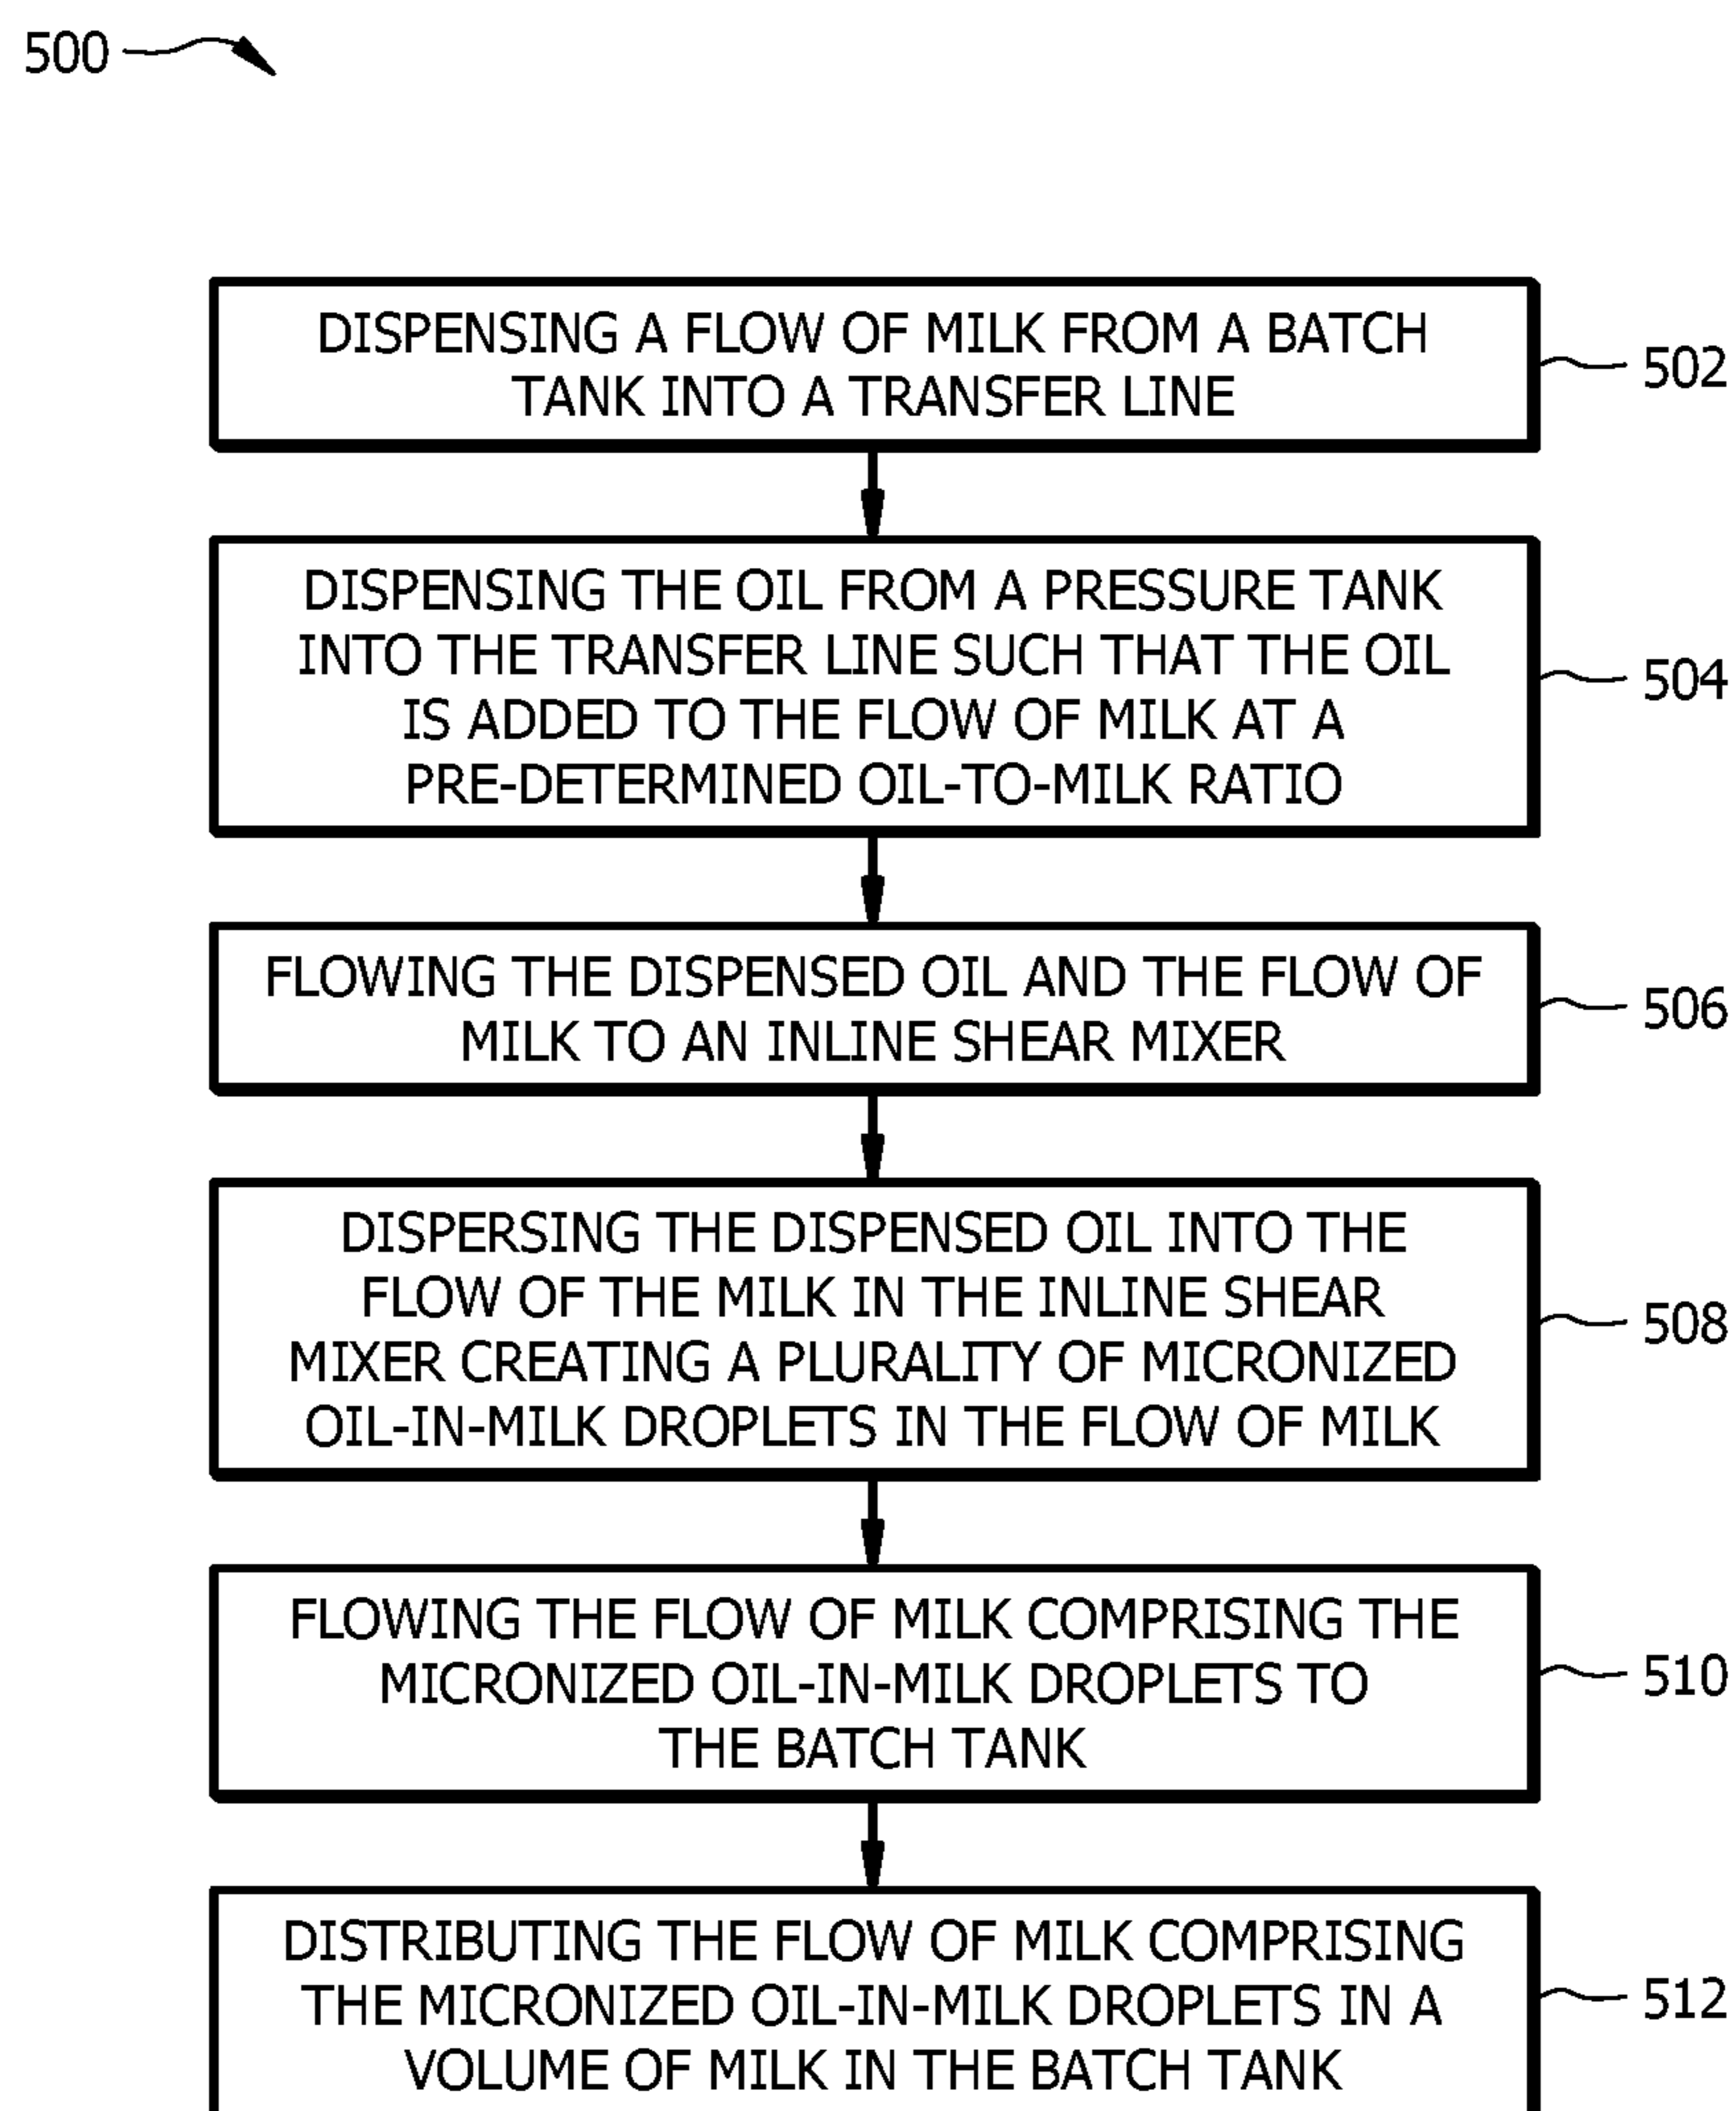 500
DISPENSING A FLOW OF MILK FROM A BATCH
TANK INTO A TRANSFER LINE
502
DISPENSING THE OIL FROM A PRESSURE TANK
INTO THE TRANSFER LINE SUCH THAT THE OIL
IS ADDED TO THE FLOW OF MILK AT A
PRE-DETERMINED OIL-TO-MILK RATIO
504
FLOWING THE DISPENSED OIL AND THE FLOW OF
MILK TO AN INLINE SHEAR MIXER
506
DISPERSING THE DISPENSED OIL INTO THE
FLOW OF THE MILK IN THE INLINE SHEAR
MIXER CREATING A PLURALITY OF MICRONIZED
OIL-IN-MILK DROPLETS IN THE FLOW OF MILK
508
FLOWING THE FLOW OF MILK COMPRISING THE
MICRONIZED OIL-IN-MILK DROPLETS TO
THE BATCH TANK
510
DISTRIBUTING THE FLOW OF MILK COMPRISING
THE MICRONIZED OIL-IN-MILK DROPLETS IN A
VOLUME OF MILK IN THE BATCH TANK
512